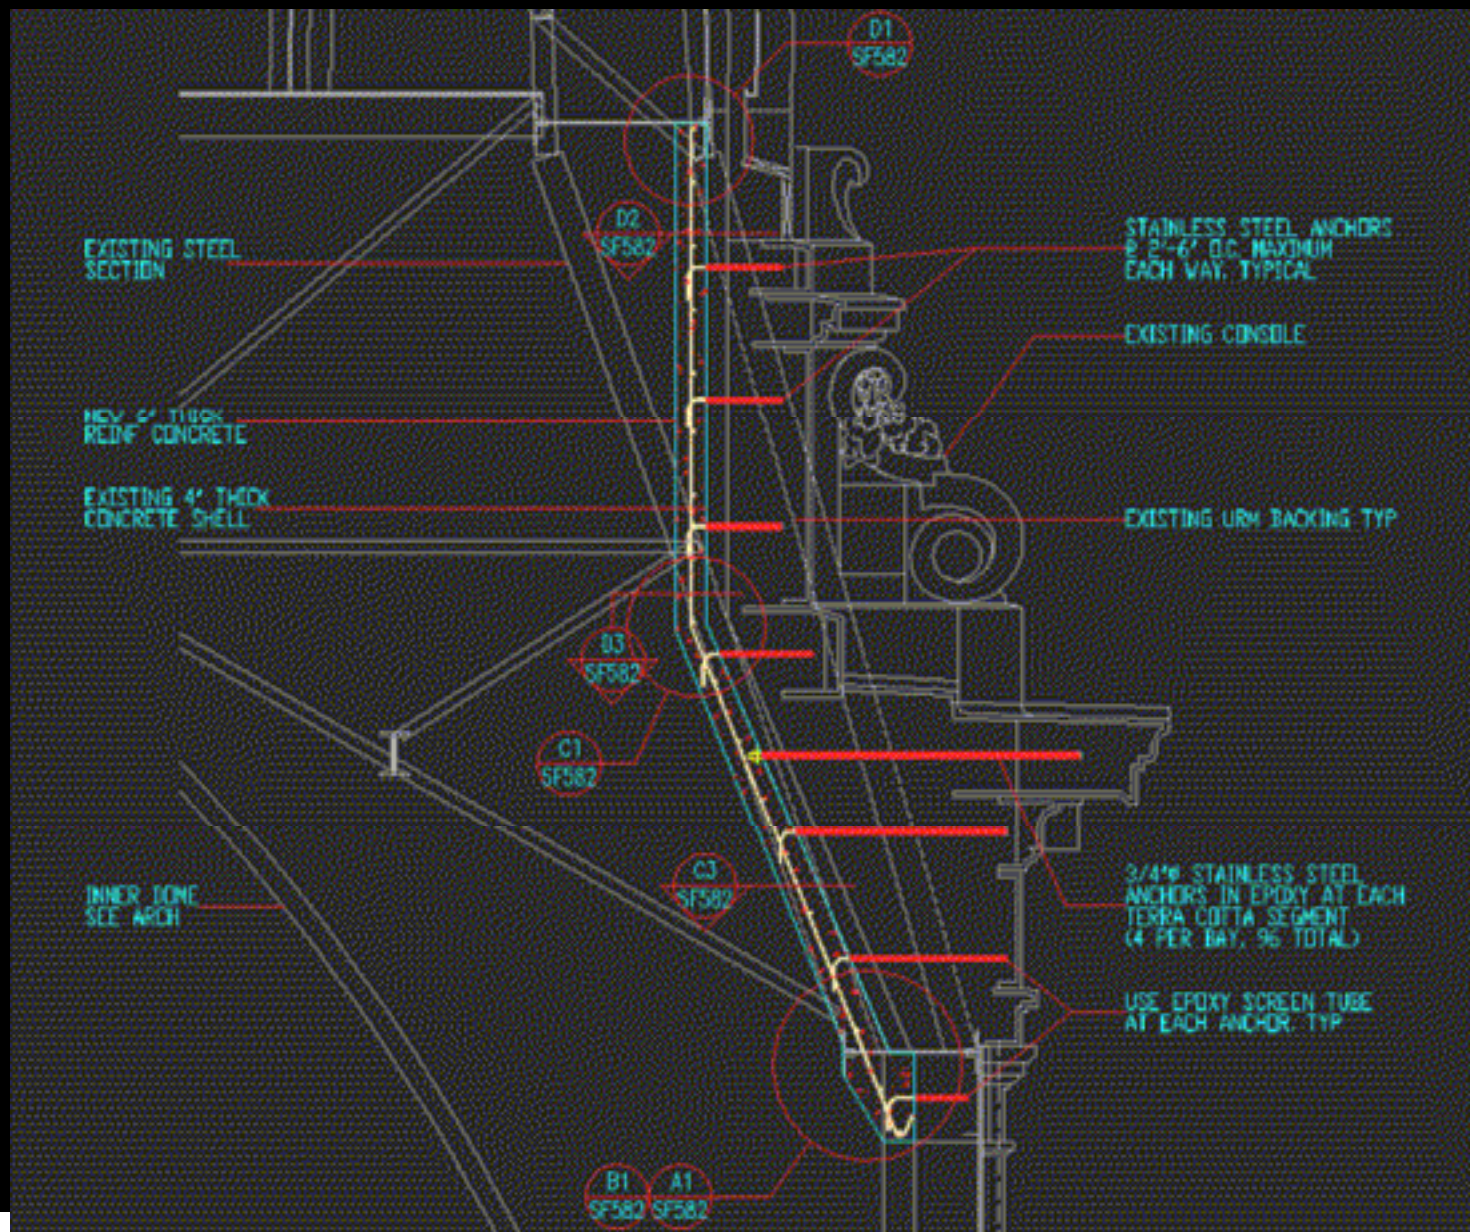 D1
SF582
D2
SF582
EXISTING STEEL
SECTION
STAINLESS STEEL ANCHORS
@ 2'-6" O.C. MAXIMUM
EACH WAY, TYPICAL
EXISTING CONSOLE
NEW 6" THICK
REINF CONCRETE
EXISTING 4" THICK
CONCRETE SHELL
EXISTING URM BACKING TYP
D3
SF582
C1
SF582
C3
SF582
INNER DOME
SEE ARCH
3/4"ø STAINLESS STEEL
ANCHORS IN EPOXY AT EACH
TERRA COTTA SEGMENT
(4 PER BAY, 96 TOTAL)
USE EPOXY SCREEN TUBE
AT EACH ANCHOR, TYP
B1
SF582
A1
SF582